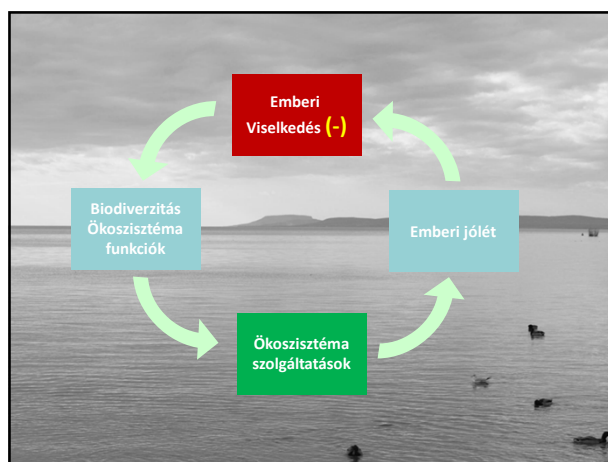 Emberi
Viselkedés (-)
Biodiverzitás
Ökoszisztéma
funkciók
Emberi jólét
Ökoszisztéma
szolgáltatások